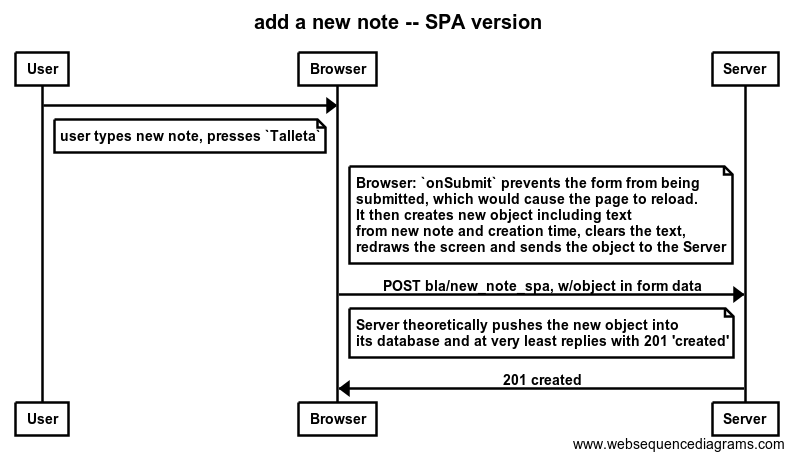 add a new note -- SPA version
User
Browser
Server
user types new note, presses `Talleta`
Browser: `onSubmit` prevents the form from being
submitted, which would cause the page to reload.
It then creates new object including text
from new note and creation time, clears the text,
redraws the screen and sends the object to the Server
POST bla/new_note_spa, w/object in form data
Server theoretically pushes the new object into
its database and at very least replies with 201 'created'
201 created
User
Browser
Server
www.websequencediagrams.com